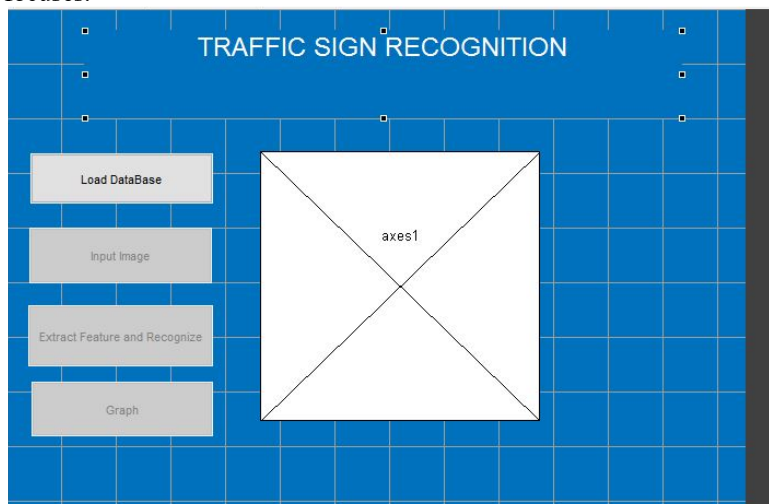 TRAFFIC SIGN RECOGNITION
Load DataBase
axes1
Input Image
Extract Feature and Recognize
Graph